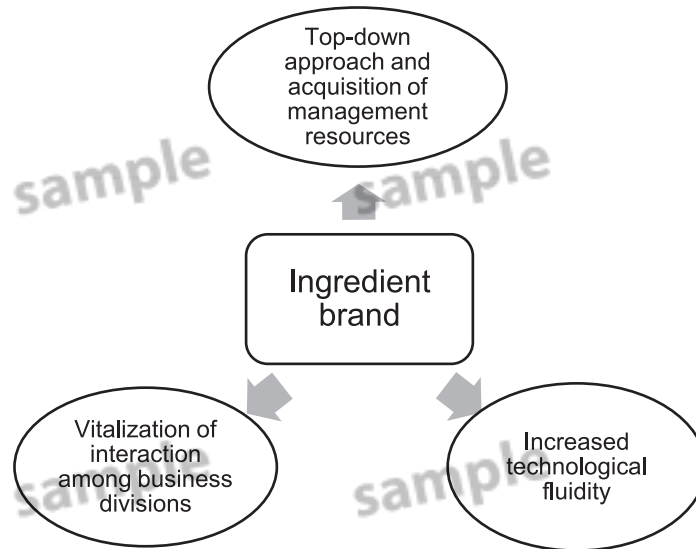 Top-down
approach and
acquisition of
management
resources
sample
sample
Ingredient
brand
Vitalization of
interaction
among business
divisions
sample
Increased
technological
fluidity
sample